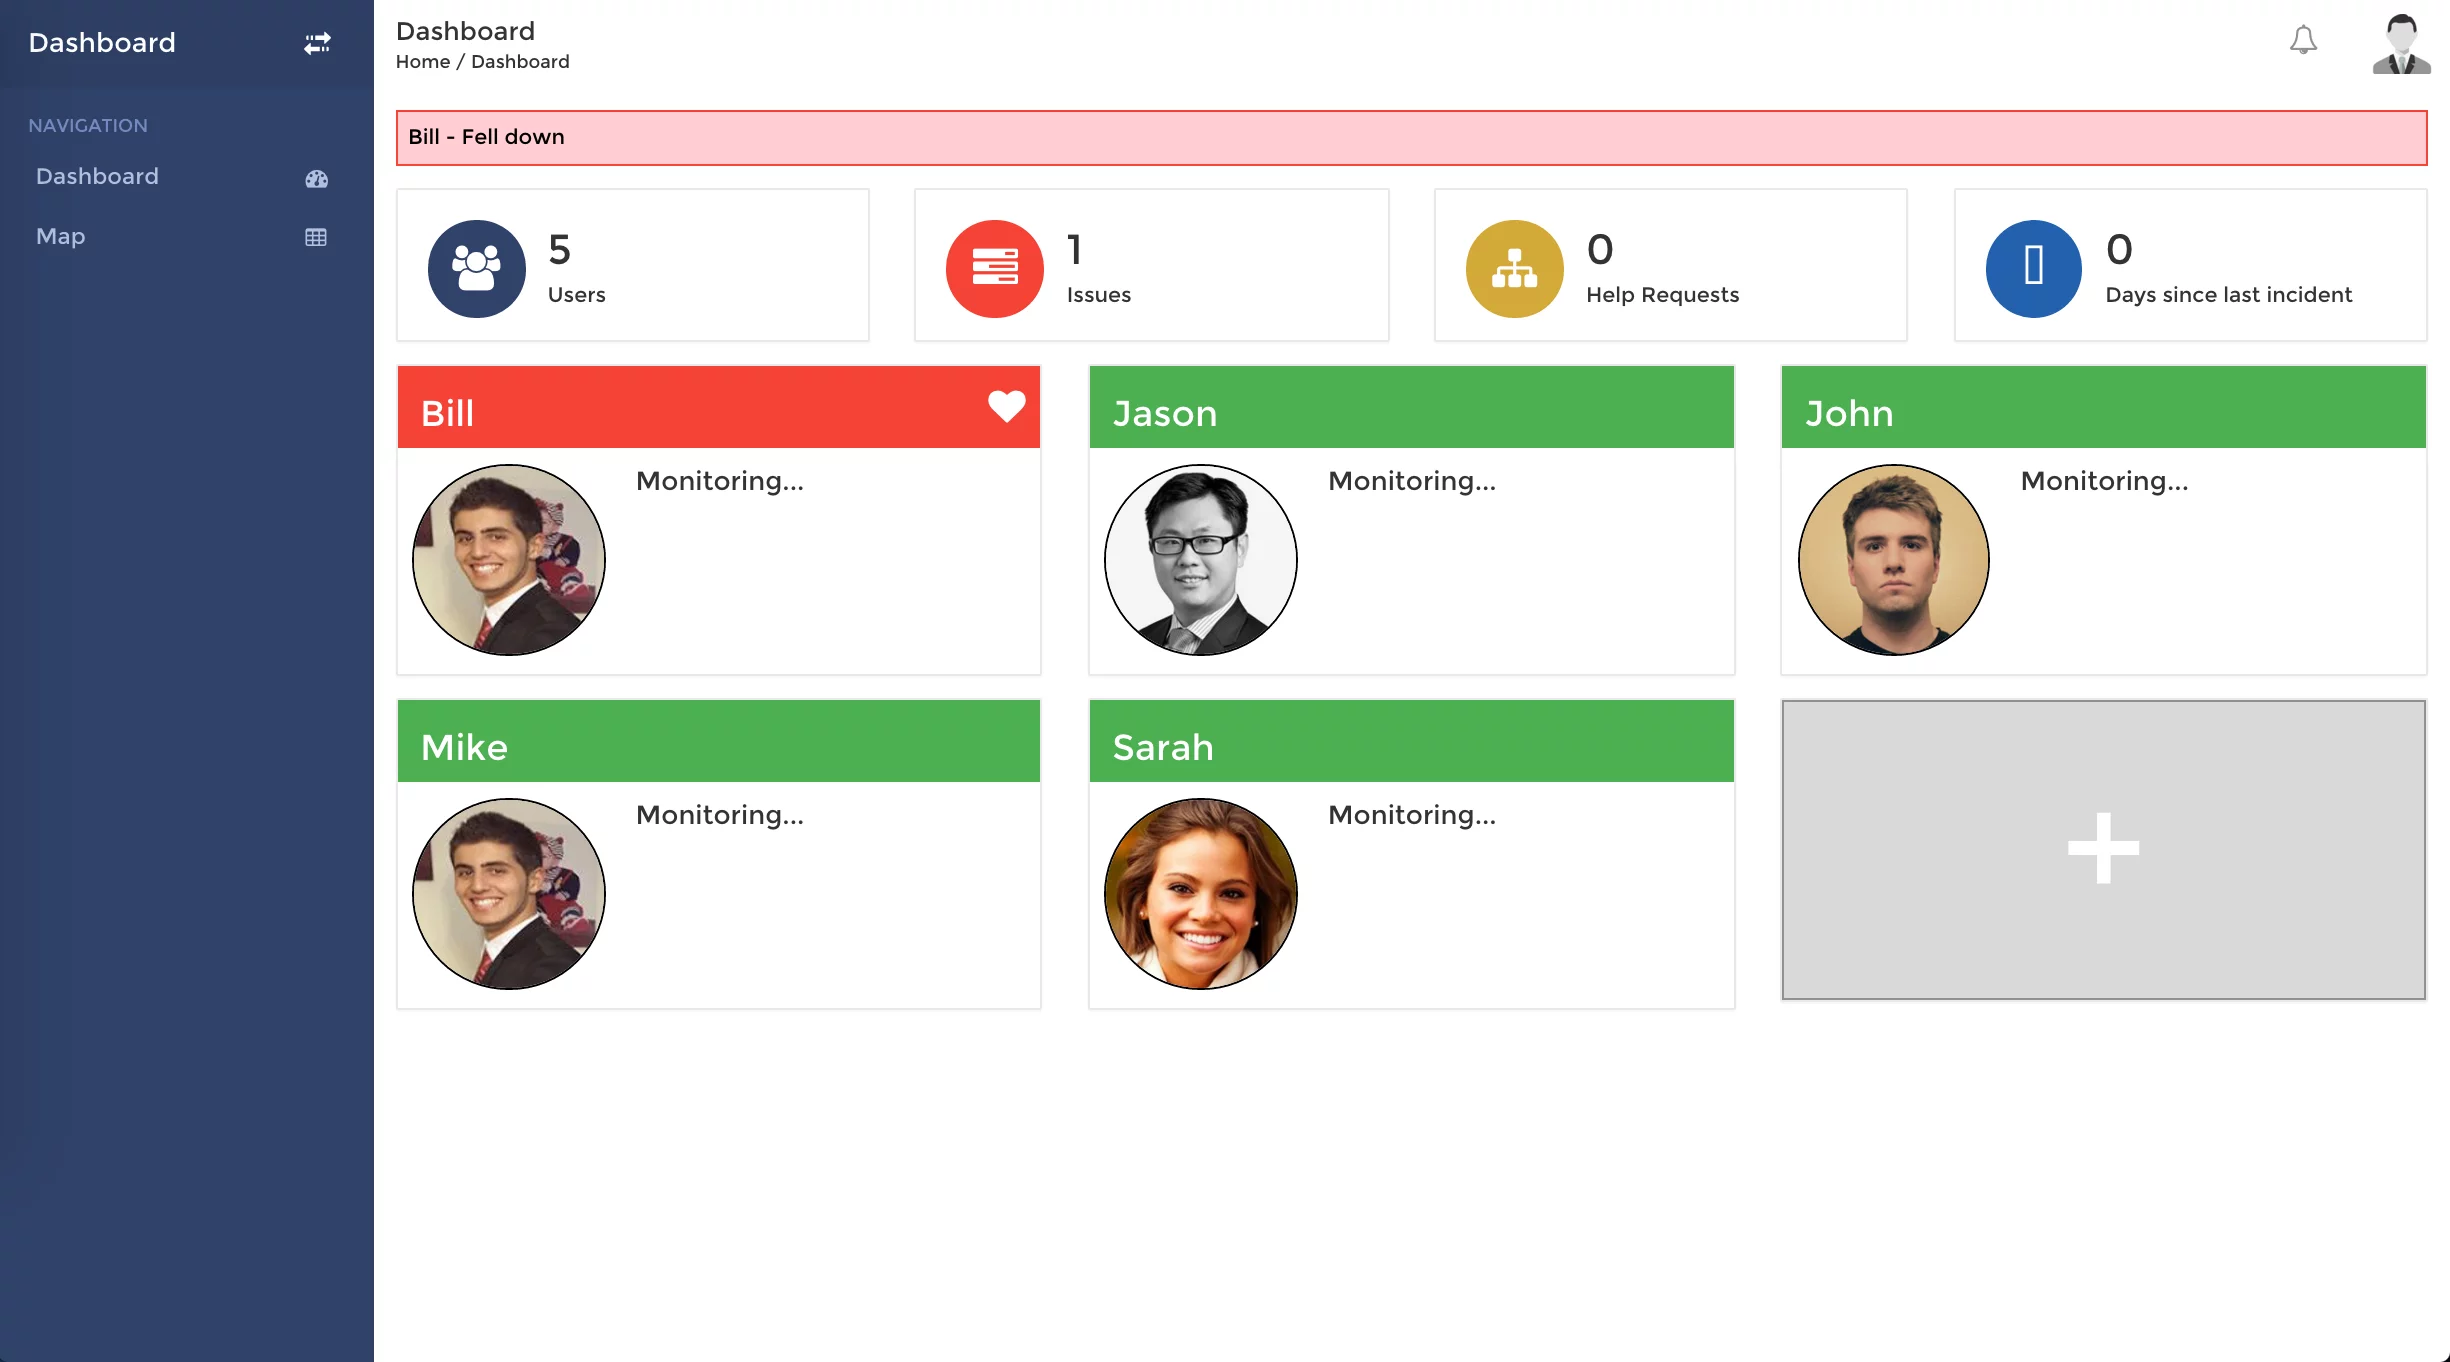 Dashboard
NAVIGATION
Dashboard
Map
Dashboard
Home / Dashboard
Bill - Fell down
5
Users
1
Issues
0
Help Requests
0
Days since last incident
Bill
Monitoring...
Jason
Monitoring...
John
Monitoring...
Mike
Monitoring...
Sarah
Monitoring...